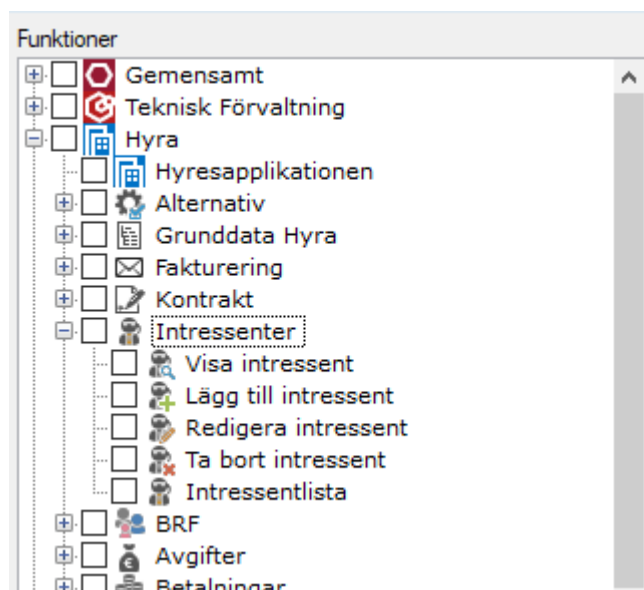 Funktioner
Gemensamt
Teknisk Förvaltning
Hyra
Hyresapplikationen
Alternativ
Grunddata Hyra
Fakturering
Kontrakt
Intressenter
Visa intressent
Lägg till intressent
Redigera intressent
Ta bort intressent
Intressentlista
BRF
Avgifter
Betalningar